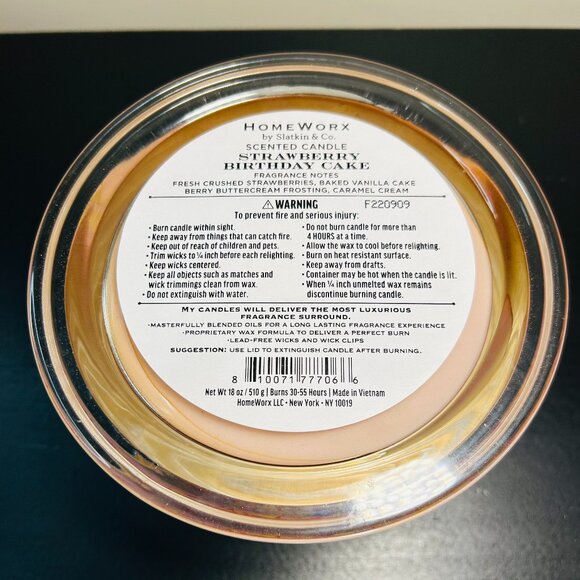 HOMEWORX
by Slatkin & Co.
SCENTED CANDLE
STRAWBERRY
BIRTHDAY CAKE
FRAGRANCE NOTES
FRESH CRUSHED STRAWBERRIES, BAKED VANILLA CAKE
BERRY BUTTERCREAM FROSTING, CARAMEL CREAM
⚠WARNING F220909
To prevent fire and serious injury:
• Burn candle within sight.
• Keep away from things that can catch fire.
• Keep out of reach of children and pets.
• Trim wicks to ¼ inch before each relighting.
• Keep wicks centered.
• Keep all objects such as matches and
wick trimmings clean from wax.
• Do not extinguish with water.
• Do not burn candle for more than
4 HOURS at a time.
• Allow the wax to cool before relighting.
• Burn on heat resistant surface.
• Keep away from drafts.
• Container may be hot when the candle is lit.
• When ¼ inch unmelted wax remains
discontinue burning candle.
MY CANDLES WILL DELIVER THE MOST LUXURIOUS
FRAGRANCE SURROUND.
•MASTERFULLY BLENDED OILS FOR A LONG LASTING FRAGRANCE EXPERIENCE
•PROPRIETARY WAX FORMULA TO DELIVER A PERFECT BURN
•LEAD-FREE WICKS AND WICK CLIPS
SUGGESTION: USE LID TO EXTINGUISH CANDLE AFTER BURNING.
8 10071 77706 6
Net Wt 18 oz / 510 g | Burns 30-55 Hours | Made in Vietnam
HomeWorx LLC • New York • NY 10019